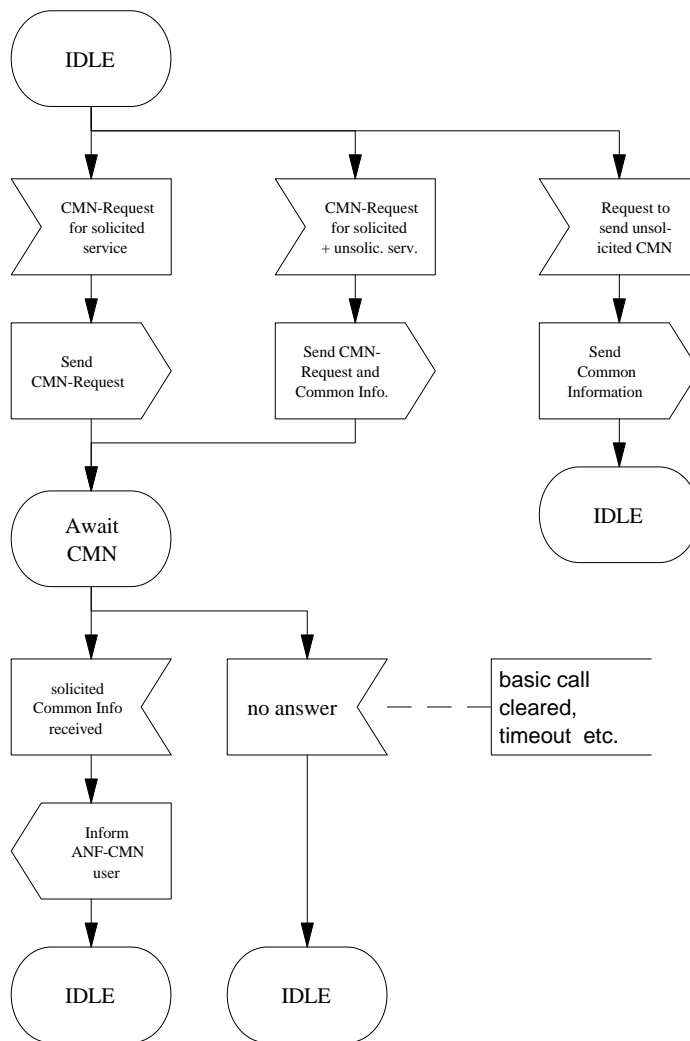 IDLE
CMN-Request
for solicited
service
CMN-Request
for solicited
+ unsolic. serv.
Request to
send unsol-
icited CMN
Send
CMN-Request
Send CMN-
Request and
Common Info.
Send
Common
Information
IDLE
Await
CMN
solicited
Common Info
received
no answer
basic call
cleared,
timeout etc.
Inform
ANF-CMN
user
IDLE
IDLE